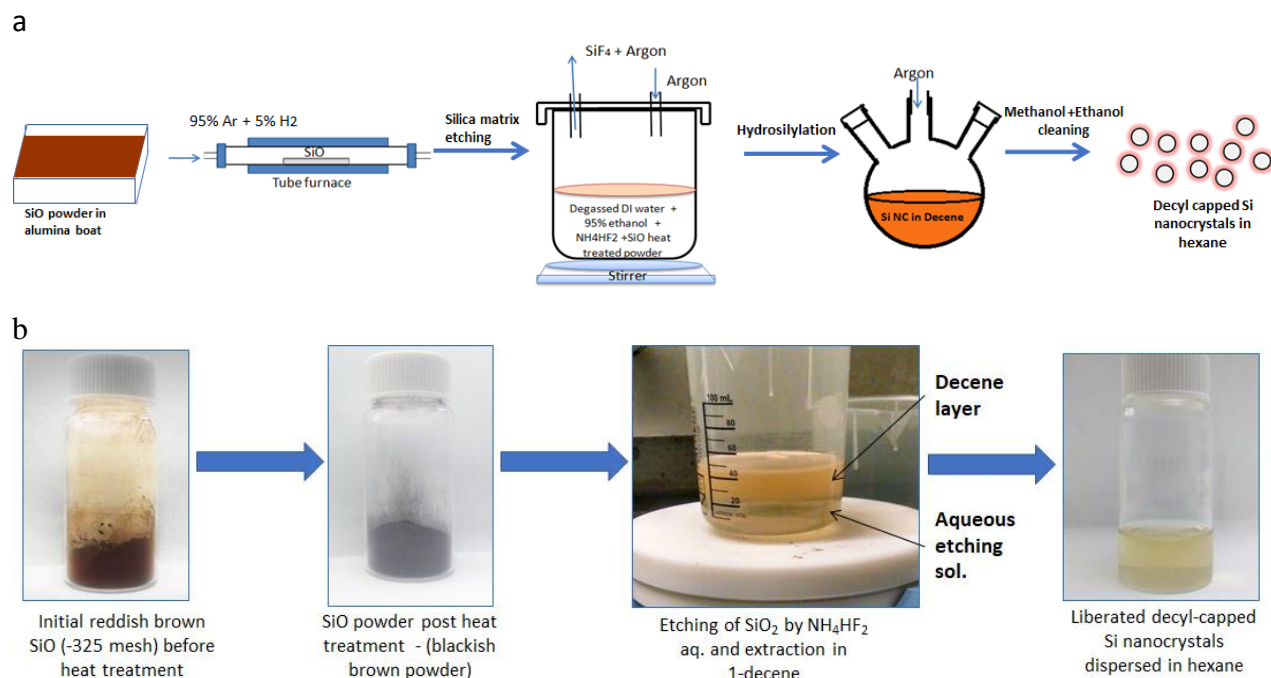 a
SiF₄ + Argon
Argon
Argon
95% Ar + 5% H2
Silica matrix
etching
Hydrosilylation
Methanol +Ethanol
cleaning
SiO
Tube furnace
SiO powder in
alumina boat
Degassed DI water +
95% ethanol +
NH4HF2 +SiO heat
treated powder
Stirrer
Si NC in Decene
Decyl capped Si
nanocrystals in
hexane
b
100 mL
80
60
40
20
Decene
layer
Aqueous
etching
sol.
Initial reddish brown
SiO (-325 mesh) before
heat treatment
SiO powder post heat
treatment - (blackish
brown powder)
Etching of SiO₂ by NH₄HF₂
aq. and extraction in
1-decene
Liberated decyl-capped
Si nanocrystals
dispersed in hexane